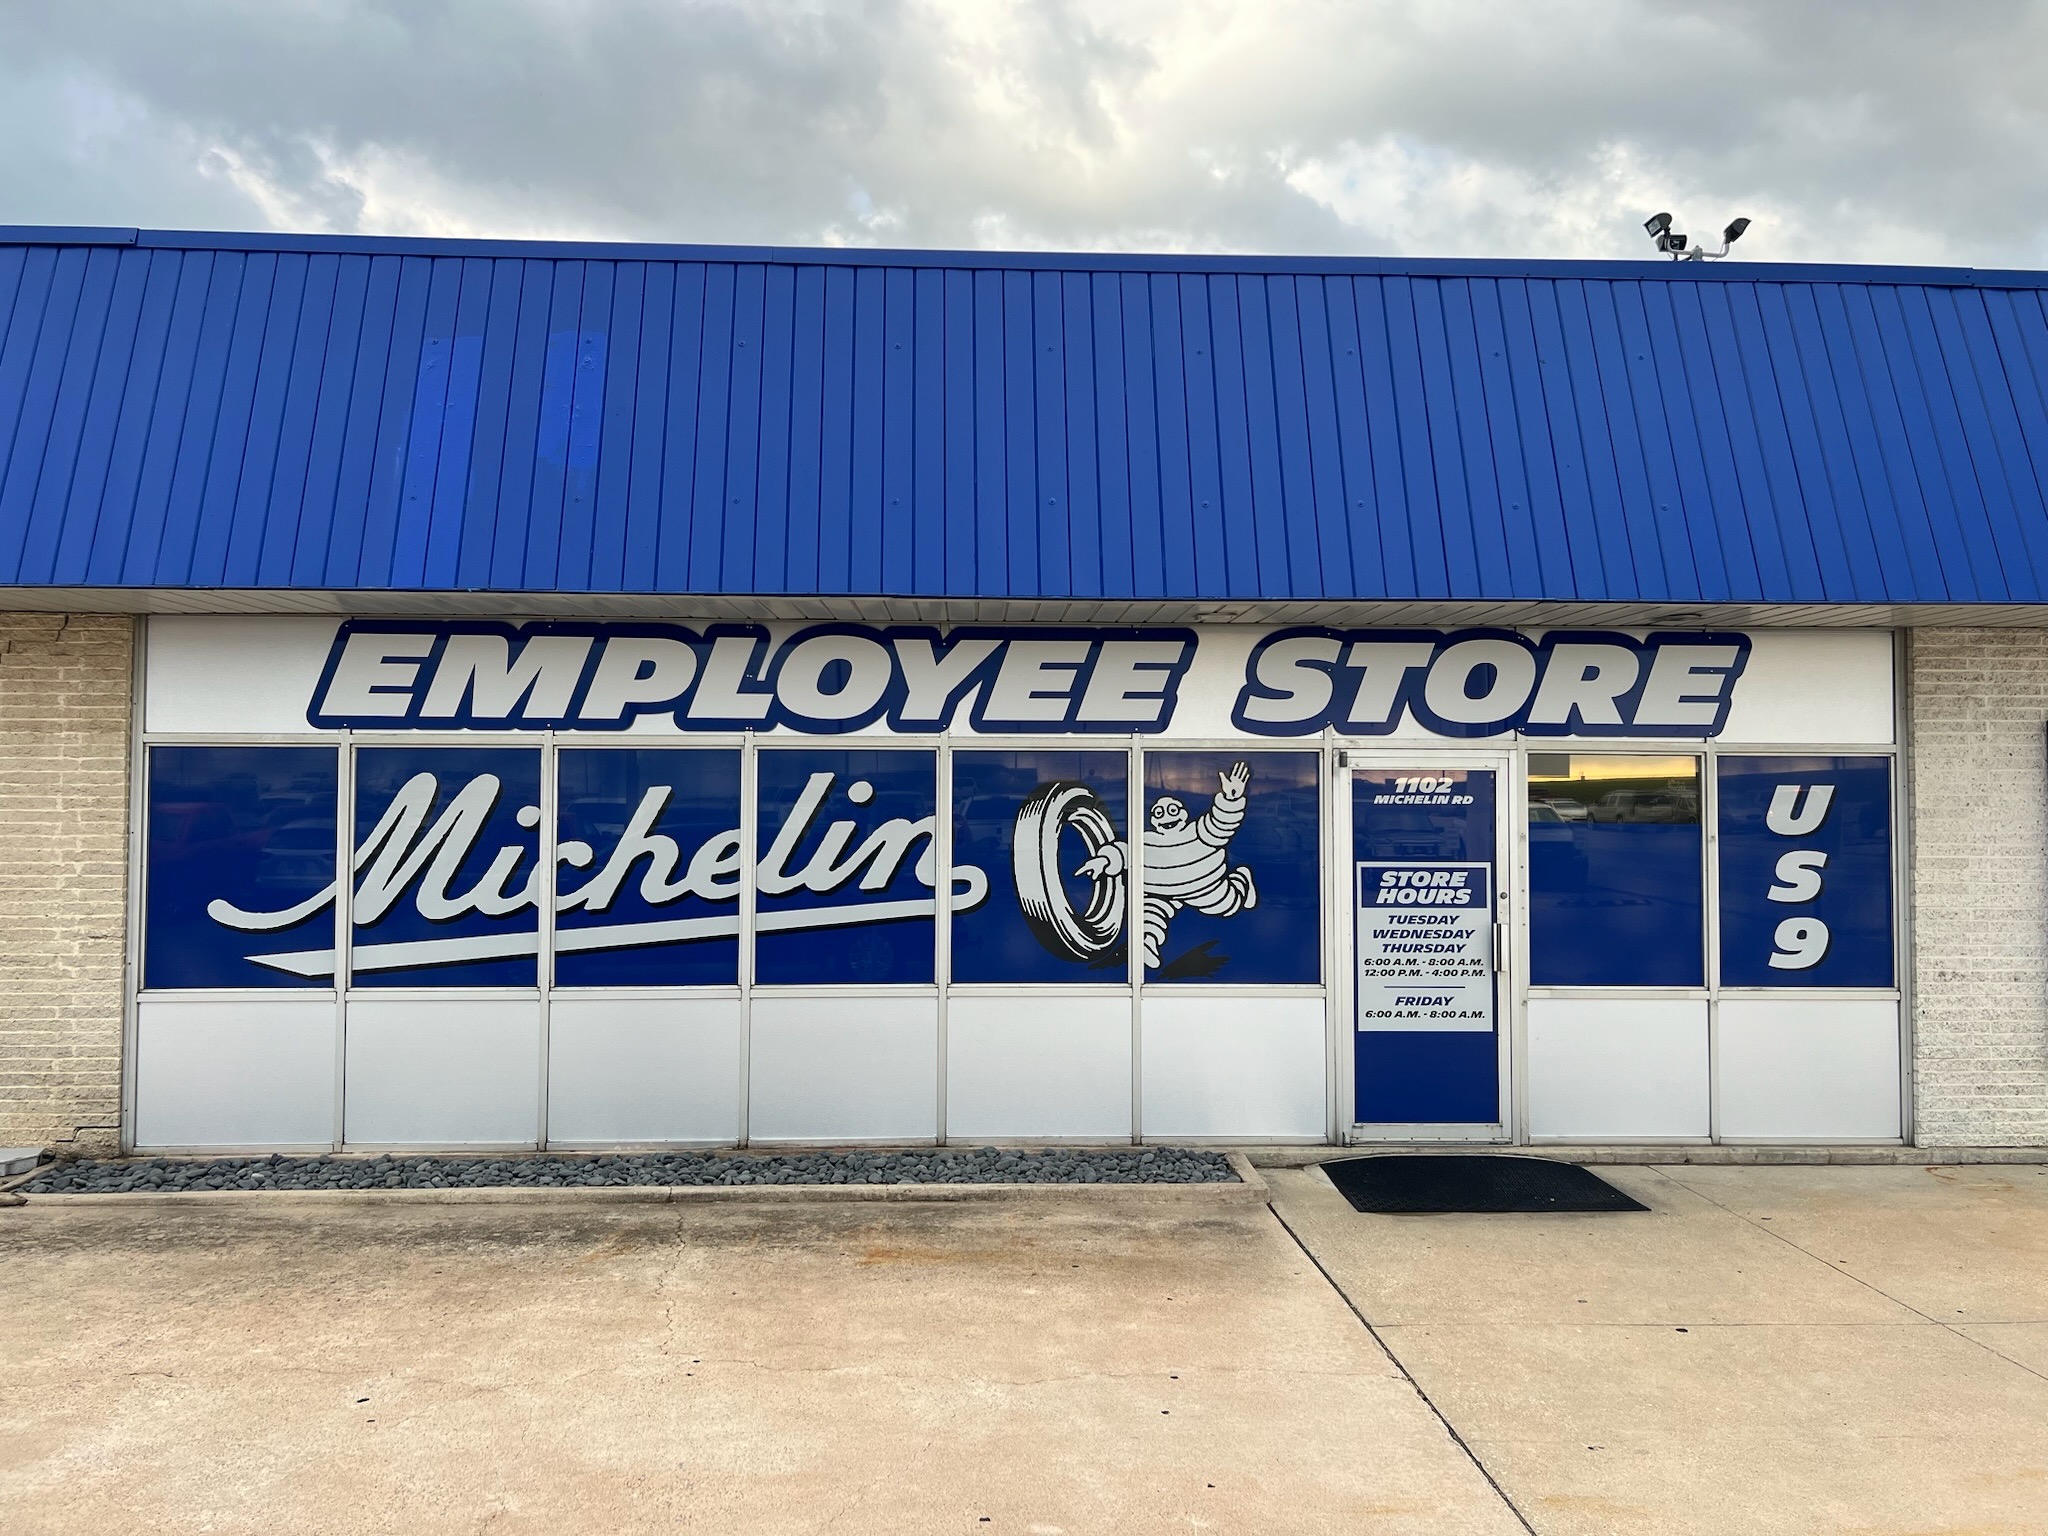 EMPLOYEE STORE
Michelin
1102
MICHELIN RD
STORE
HOURS
TUESDAY
WEDNESDAY
THURSDAY
6:00 A.M. - 8:00 A.M.
12:00 P.M. - 4:00 P.M.
FRIDAY
6:00 A.M. - 8:00 A.M.
US9